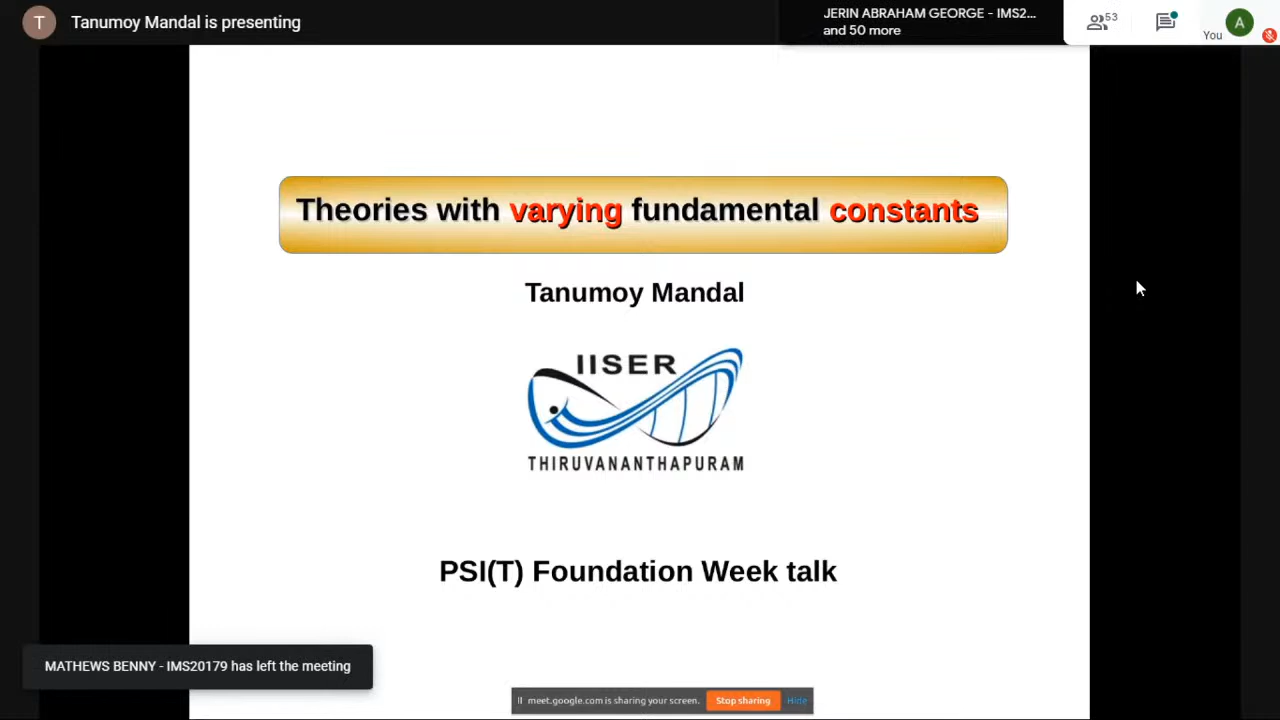 T
Tanumoy Mandal is presenting
JERIN ABRAHAM GEORGE - IMS2...
and 50 more
53
You
A
Theories with varying fundamental constants
Tanumoy Mandal
IISER
THIRUVANANTHAPURAM
PSI(T) Foundation Week talk
MATHEWS BENNY - IMS20179 has left the meeting
meet.google.com is sharing your screen.
Stop sharing
Hide